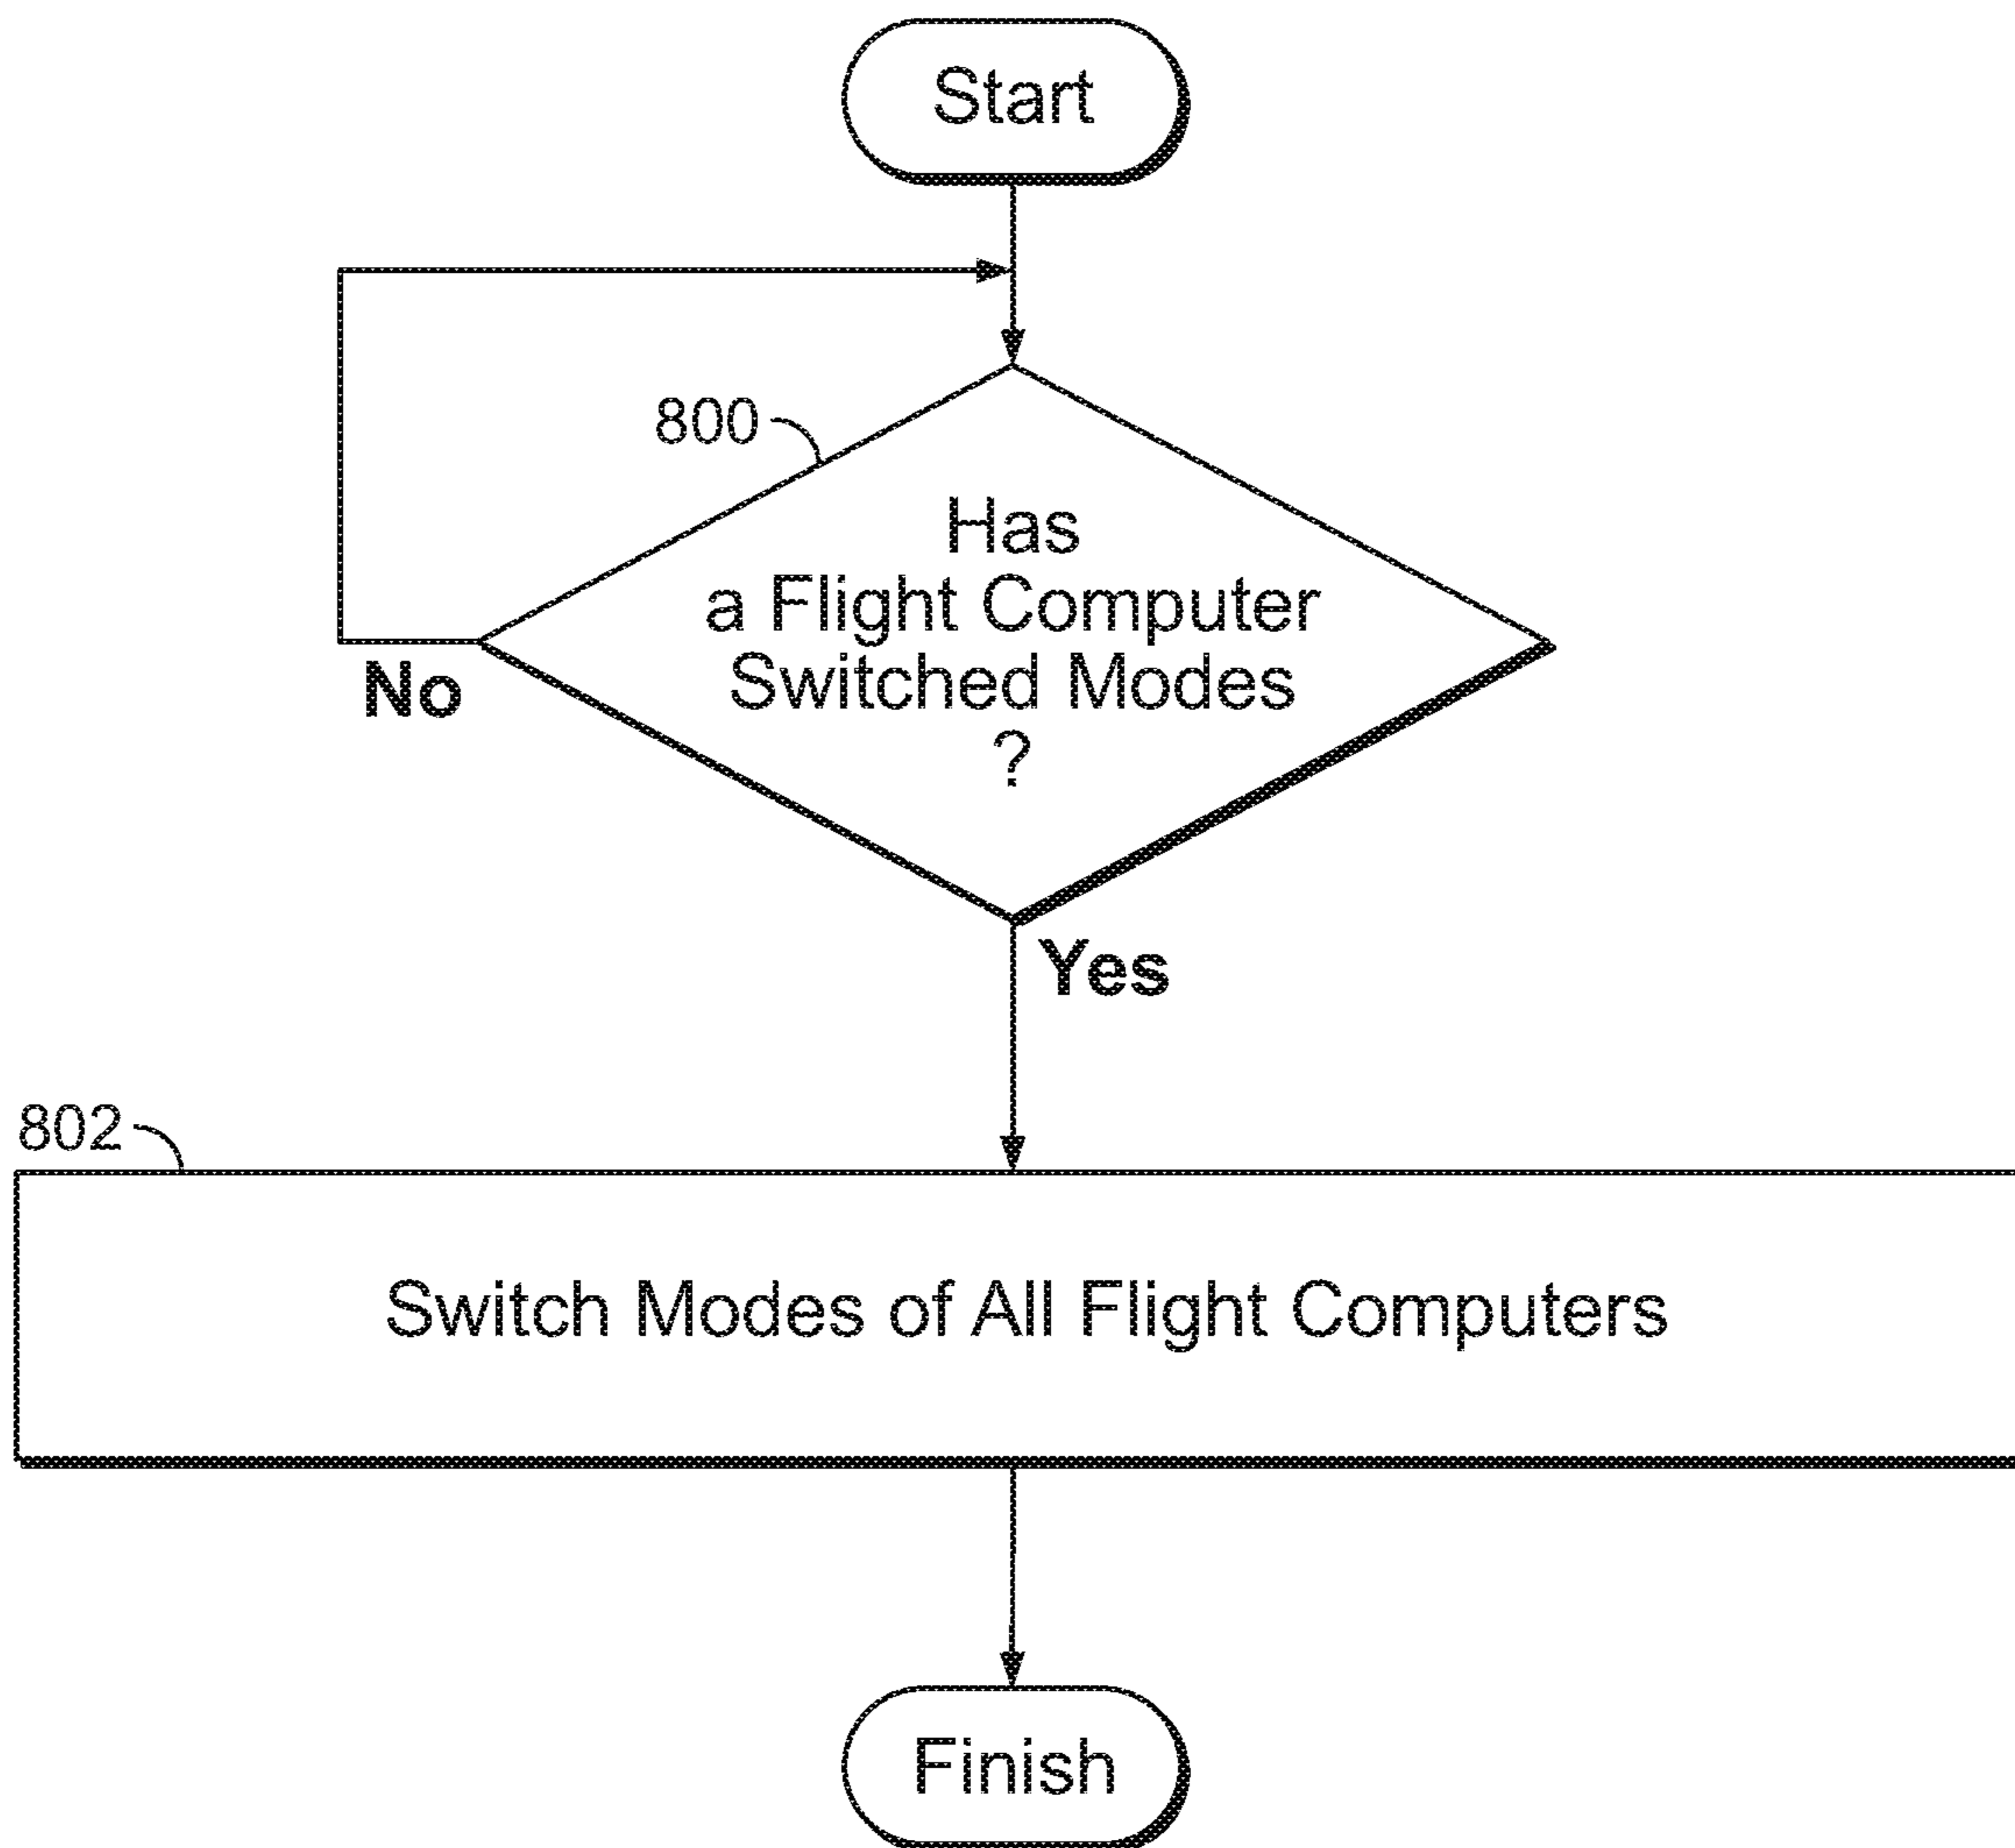 Start
800
Has
a Flight Computer
Switched Modes
?
No
Yes
802
Switch Modes of All Flight Computers
Finish